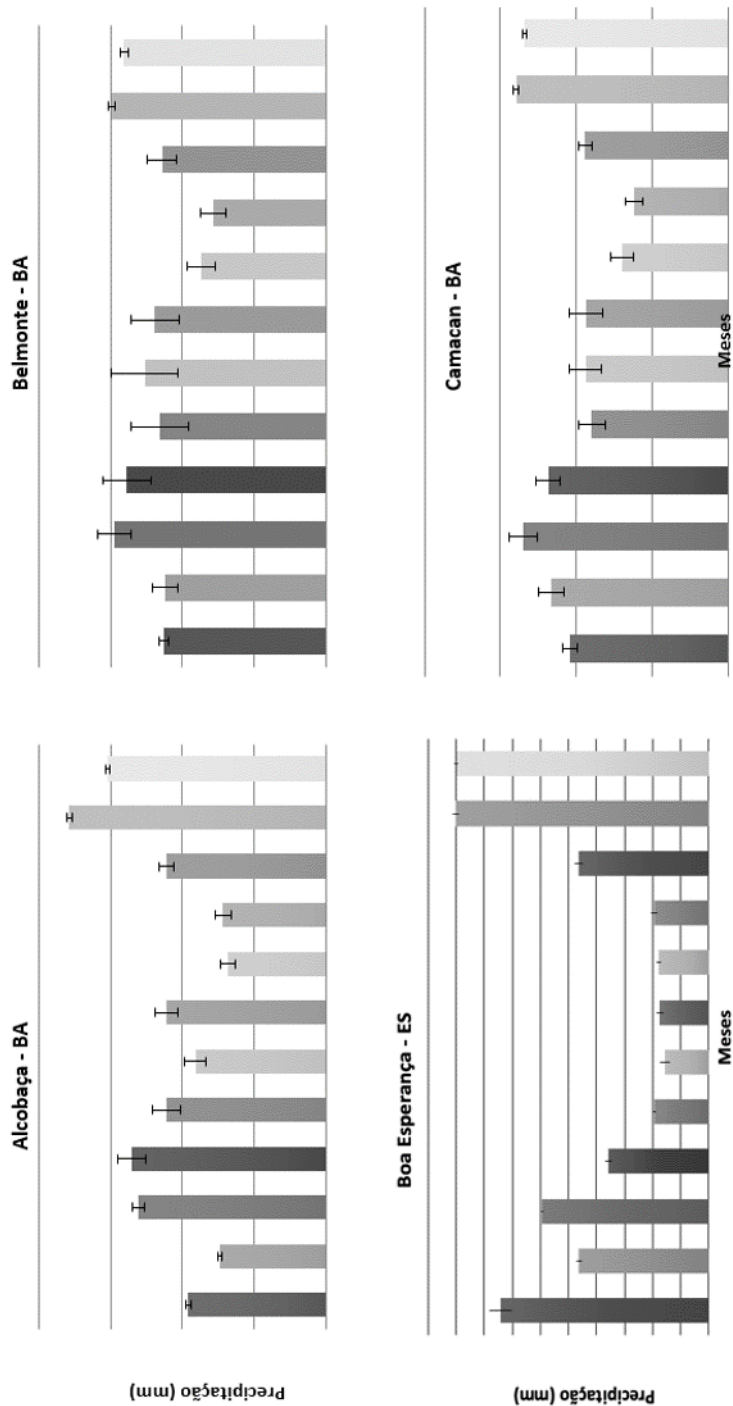 Alcobaça - BA
Belmonte - BA
Precipitação (mm)
Boa Esperança - ES
Camacan - BA
Precipitação (mm)
Meses
Meses